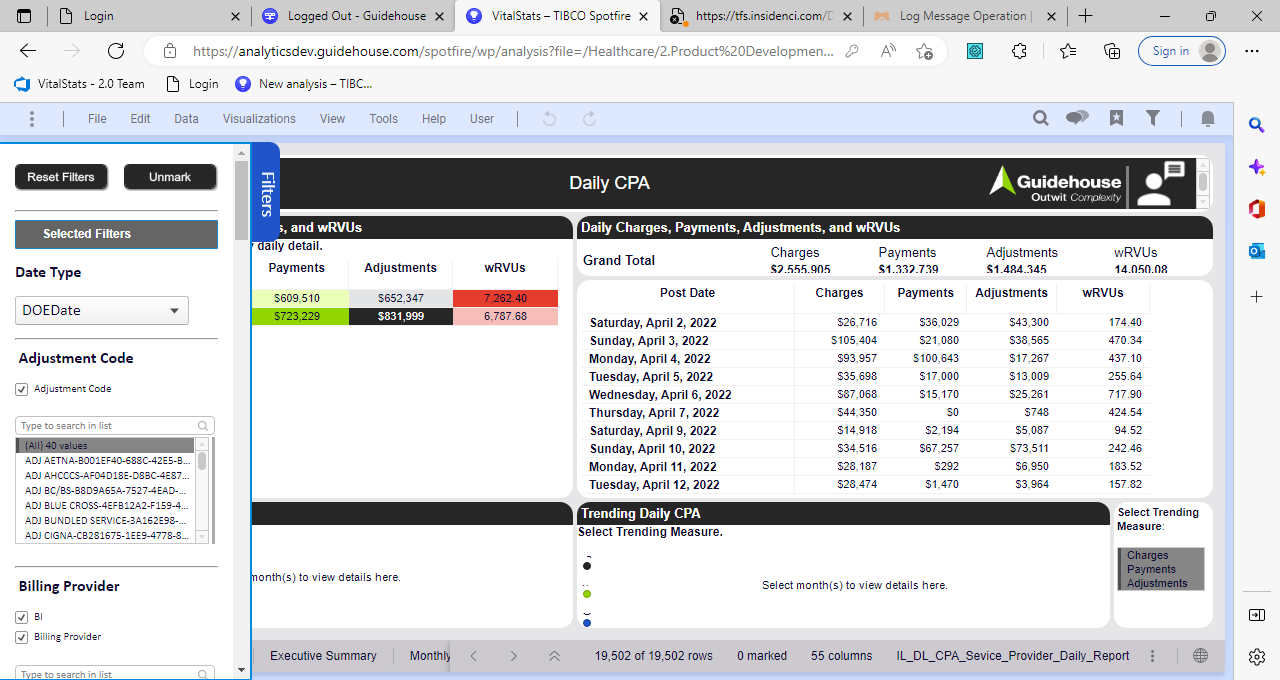 Login
Logged Out - Guidehouse
VitalStats – TIBCO Spotfire
https://tfs.insidenci.com/D
Log Message Operation |
https://analyticsdev.guidehouse.com/spotfire/wp/analysis?file=/Healthcare/2.Product%20Developmen...
Sign in
VitalStats - 2.0 Team
Login
New analysis – TIBC...
File Edit Data Visualizations View Tools Help User
Reset Filters
Unmark
Selected Filters
Date Type
DOEDate
Adjustment Code
Adjustment Code
Type to search in list
(All) 40 values
ADJ AETNA-B001EF40-688C-42E5-B...
ADJ AHCCCS-AF04D18E-D8BC-4E87...
ADJ BC/BS-B8D9A65A-7527-4EAD-...
ADJ BLUE CROSS-4EFB12A2-F159-4...
ADJ BUNDLED SERVICE-3A162E98-...
ADJ CIGNA-CB281675-1EE9-4778-8...
Billing Provider
BI
Billing Provider
Type to search in list
Filters
Daily CPA
Guidehouse
Outwit Complexity
s, and wRVUs
daily detail.
Payments Adjustments wRVUs
$609,510 $652,347 7,262.40
$723,229 $831,999 6,787.68
Daily Charges, Payments, Adjustments, and wRVUs
Charges Payments Adjustments wRVUs
Grand Total $2,555,905 $1,332,739 $1,484,345 14,050.08
Post Date Charges Payments Adjustments wRVUs
Saturday, April 2, 2022 $26,716 $36,029 $43,300 174.40
Sunday, April 3, 2022 $105,404 $21,080 $38,565 470.34
Monday, April 4, 2022 $93,957 $100,643 $17,267 437.10
Tuesday, April 5, 2022 $35,698 $17,000 $13,009 255.64
Wednesday, April 6, 2022 $87,068 $15,170 $25,261 717.90
Thursday, April 7, 2022 $44,350 $0 $748 424.54
Saturday, April 9, 2022 $14,918 $2,194 $5,087 94.52
Sunday, April 10, 2022 $34,516 $67,257 $73,511 242.46
Monday, April 11, 2022 $28,187 $292 $6,950 183.52
Tuesday, April 12, 2022 $28,474 $1,470 $3,964 157.82
month(s) to view details here.
Trending Daily CPA
Select Trending Measure.
Select month(s) to view details here.
Select Trending
Measure:
Charges
Payments
Adjustments
Executive Summary
Monthly
19,502 of 19,502 rows
0 marked
55 columns
IL_DL_CPA_Sevice_Provider_Daily_Report